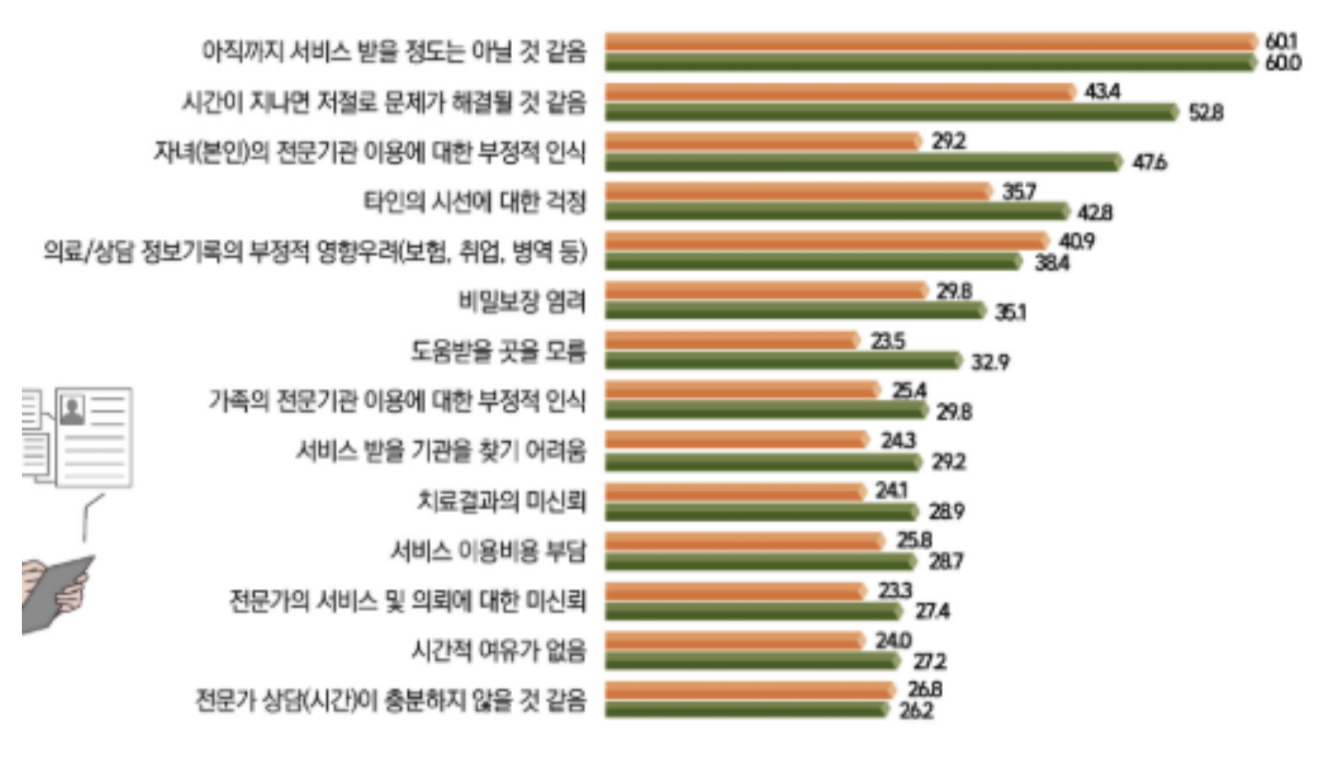 아직까지 서비스 받을 정도는 아닐 것 같음 60.1 60.0
시간이 지나면 저절로 문제가 해결될 것 같음 43.4 52.8
자녀(본인)의 전문기관 이용에 대한 부정적 인식 29.2 47.6
타인의 시선에 대한 걱정 35.7 42.8
의료/상담 정보기록의 부정적 영향우려(보험, 취업, 병역 등) 40.9 38.4
비밀보장 염려 29.8 35.1
도움받을 곳을 모름 23.5 32.9
가족의 전문기관 이용에 대한 부정적 인식 25.4 29.8
서비스 받을 기관을 찾기 어려움 24.3 29.2
치료결과의 미신뢰 24.1 28.9
서비스 이용비용 부담 25.8 28.7
전문가의 서비스 및 의뢰에 대한 미신뢰 23.3 27.4
시간적 여유가 없음 24.0 27.2
전문가 상담(시간)이 충분하지 않을 것 같음 26.8 26.2